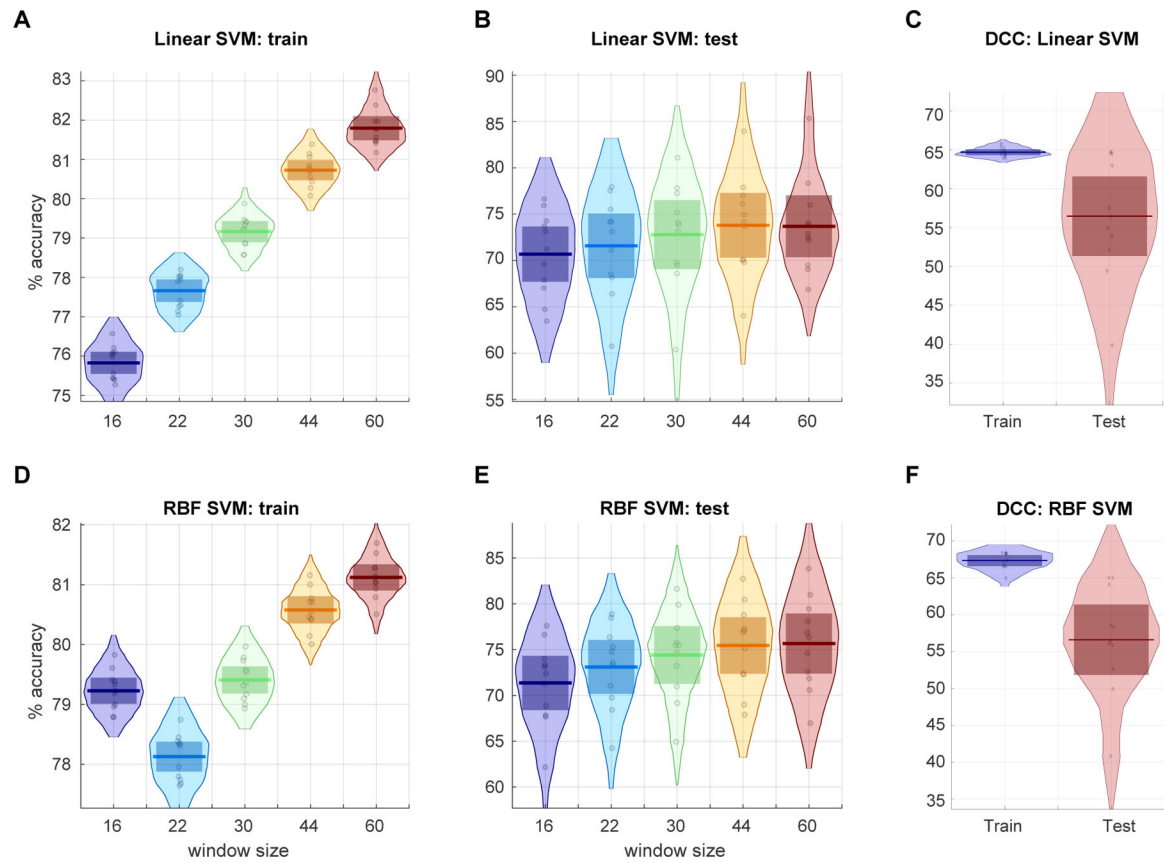 A
Linear SVM: train
% accuracy
83
82
81
80
79
78
77
76
75
16 22 30 44 60
B
Linear SVM: test
90
85
80
75
70
65
60
55
16 22 30 44 60
C
DCC: Linear SVM
70
65
60
55
50
45
40
35
Train Test
D
RBF SVM: train
% accuracy
82
81
80
79
78
16 22 30 44 60
window size
E
RBF SVM: test
85
80
75
70
65
60
16 22 30 44 60
window size
F
DCC: RBF SVM
70
65
60
55
50
45
40
35
Train Test